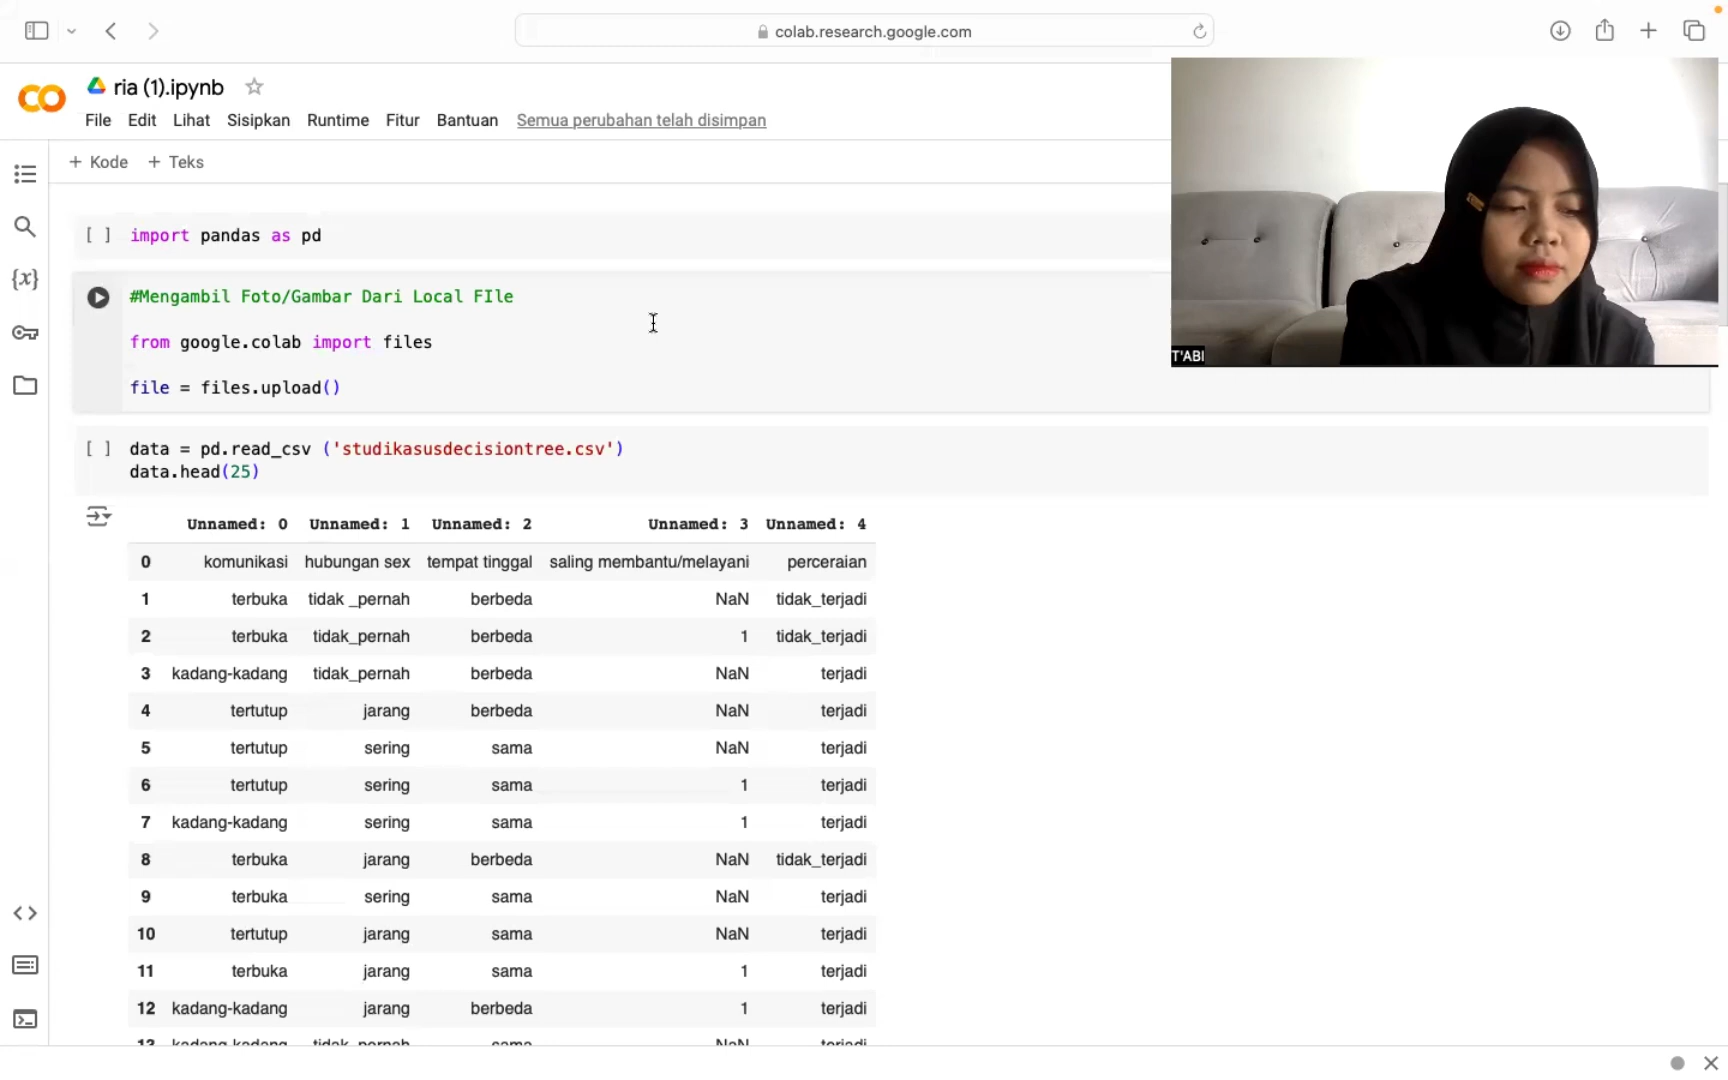 colab.research.google.com
ria (1).ipynb
File Edit Lihat Sisipkan Runtime Fitur Bantuan Semua perubahan telah disimpan
+ Kode + Teks
[ ] import pandas as pd
#Mengambil Foto/Gambar Dari Local FIle
from google.colab import files
file = files.upload()
T'ABI
[ ] data = pd.read_csv ('studikasusdecisiontree.csv')
data.head(25)
Unnamed: 0 Unnamed: 1 Unnamed: 2 Unnamed: 3 Unnamed: 4
0 komunikasi hubungan sex tempat tinggal saling membantu/melayani perceraian
1 terbuka tidak _pernah berbeda NaN tidak_terjadi
2 terbuka tidak_pernah berbeda 1 tidak_terjadi
3 kadang-kadang tidak_pernah berbeda NaN terjadi
4 tertutup jarang berbeda NaN terjadi
5 tertutup sering sama NaN terjadi
6 tertutup sering sama 1 terjadi
7 kadang-kadang sering sama 1 terjadi
8 terbuka jarang berbeda NaN tidak_terjadi
9 terbuka sering sama NaN terjadi
10 tertutup jarang sama NaN terjadi
11 terbuka jarang sama 1 terjadi
12 kadang-kadang jarang berbeda 1 terjadi
13 kadang-kadang tidak_pernah sama NaN terjadi